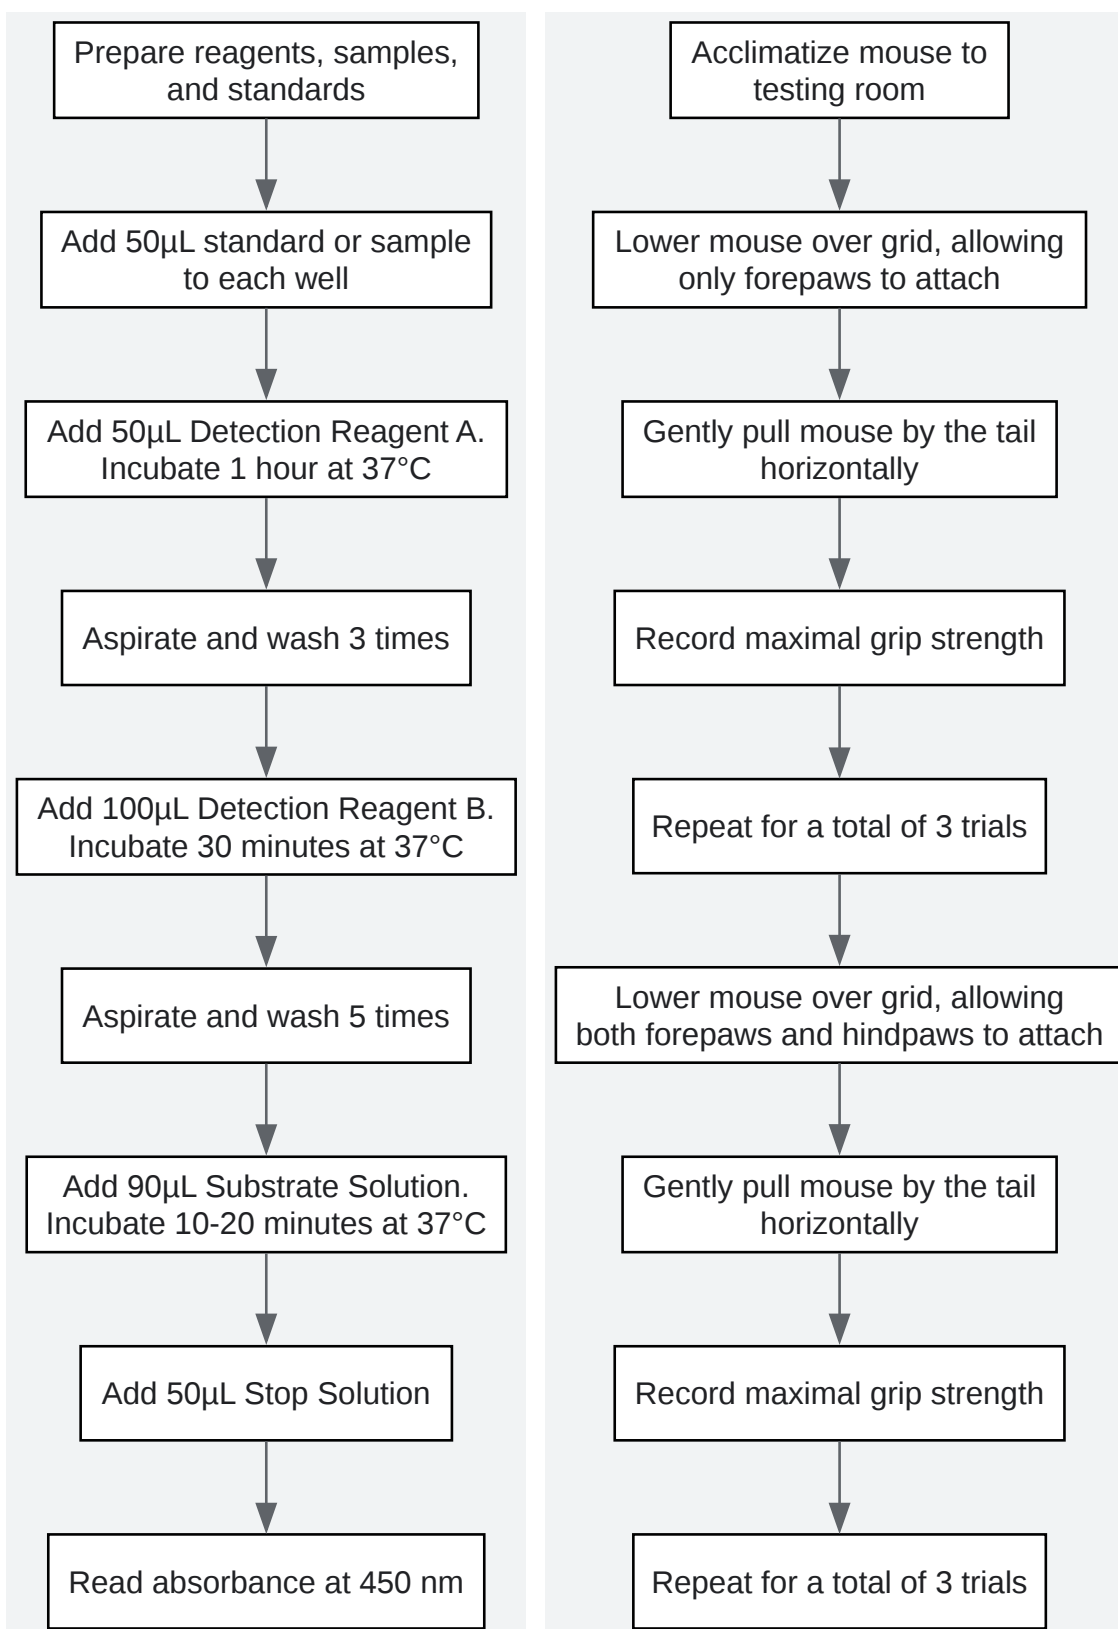 Prepare reagents, samples,
and standards
Add 50µL standard or sample
to each well
Add 50µL Detection Reagent A.
Incubate 1 hour at 37°C
Aspirate and wash 3 times
Add 100µL Detection Reagent B.
Incubate 30 minutes at 37°C
Aspirate and wash 5 times
Add 90µL Substrate Solution.
Incubate 10-20 minutes at 37°C
Add 50µL Stop Solution
Read absorbance at 450 nm
Acclimatize mouse to
testing room
Lower mouse over grid, allowing
only forepaws to attach
Gently pull mouse by the tail
horizontally
Record maximal grip strength
Repeat for a total of 3 trials
Lower mouse over grid, allowing
both forepaws and hindpaws to attach
Gently pull mouse by the tail
horizontally
Record maximal grip strength
Repeat for a total of 3 trials